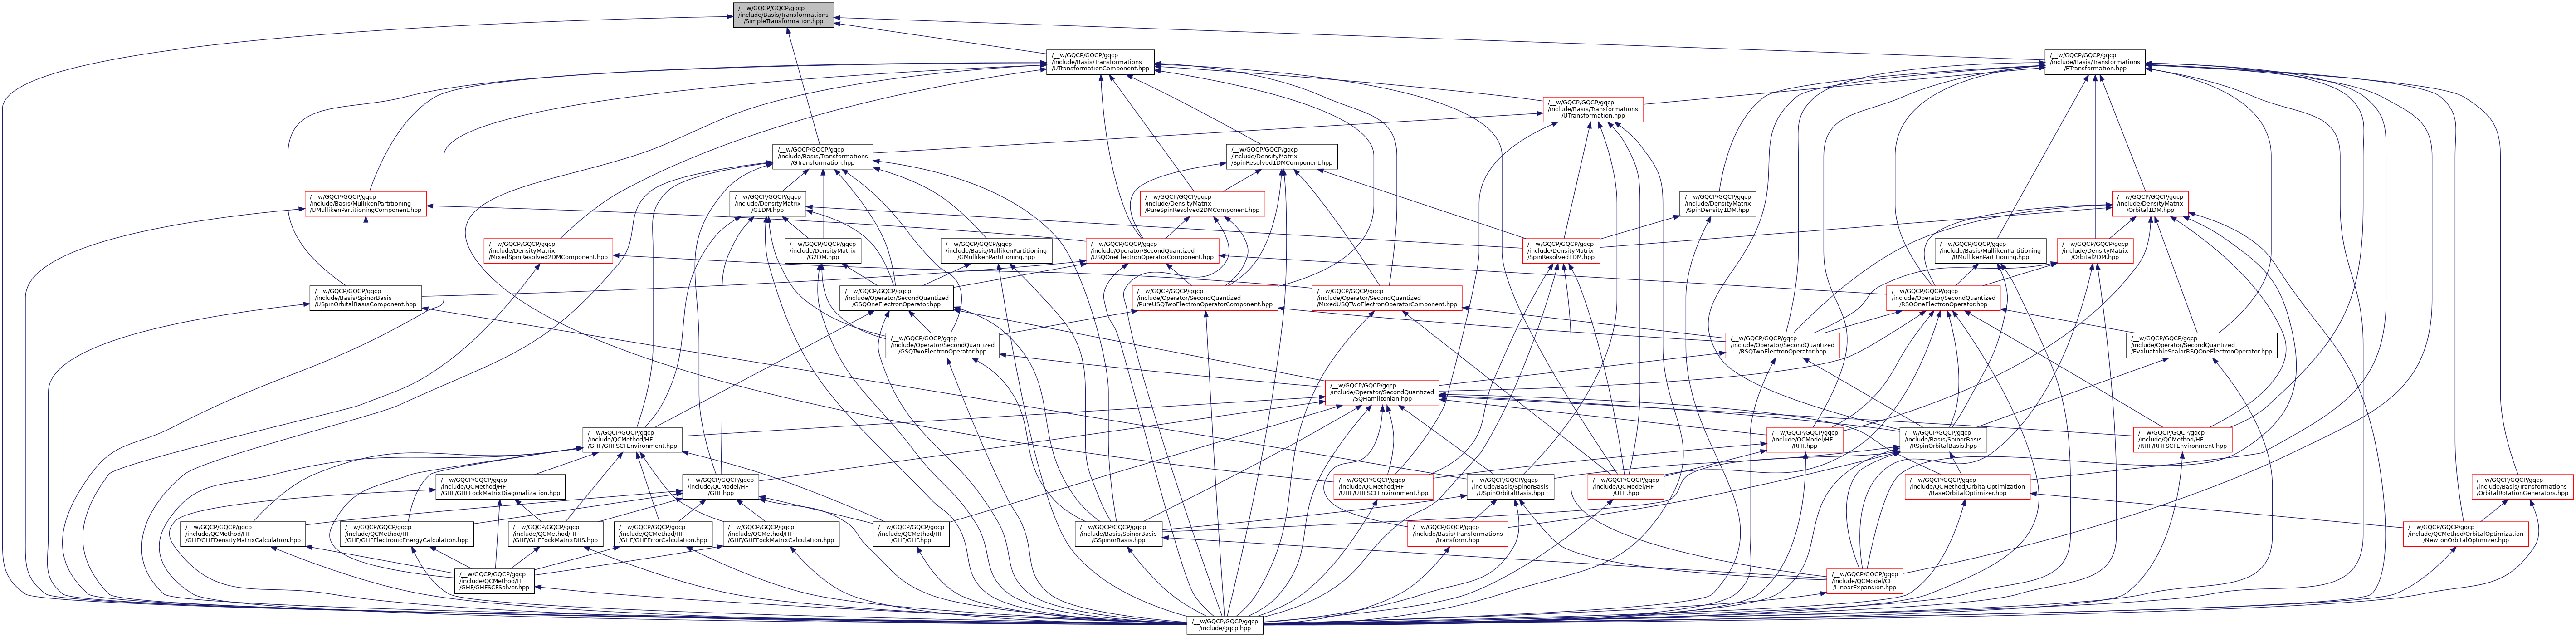 /__w/GQCP/GQCP/gqcp
/include/Basis/Transformations
/SimpleTransformation.hpp
/__w/GQCP/GQCP/gqcp
/include/Basis/Transformations
/UTransformationComponent.hpp
/__w/GQCP/GQCP/gqcp
/include/Basis/Transformations
/RTransformation.hpp
/__w/GQCP/GQCP/gqcp
/include/Basis/Transformations
/UTransformation.hpp
/__w/GQCP/GQCP/gqcp
/include/Basis/Transformations
/GTransformation.hpp
/__w/GQCP/GQCP/gqcp
/include/DensityMatrix
/SpinResolved1DMComponent.hpp
/__w/GQCP/GQCP/gqcp
/include/Basis/MullikenPartitioning
/UMullikenPartitioningComponent.hpp
/__w/GQCP/GQCP/gqcp
/include/DensityMatrix
/G1DM.hpp
/__w/GQCP/GQCP/gqcp
/include/DensityMatrix
/PureSpinResolved2DMComponent.hpp
/__w/GQCP/GQCP/gqcp
/include/DensityMatrix
/SpinDensity1DM.hpp
/__w/GQCP/GQCP/gqcp
/include/DensityMatrix
/Orbital1DM.hpp
/__w/GQCP/GQCP/gqcp
/include/DensityMatrix
/MixedSpinResolved2DMComponent.hpp
/__w/GQCP/GQCP/gqcp
/include/DensityMatrix
/G2DM.hpp
/__w/GQCP/GQCP/gqcp
/include/Basis/MullikenPartitioning
/GMullikenPartitioning.hpp
/__w/GQCP/GQCP/gqcp
/include/Operator/SecondQuantized
/USQOneElectronOperatorComponent.hpp
/__w/GQCP/GQCP/gqcp
/include/DensityMatrix
/SpinResolved1DM.hpp
/__w/GQCP/GQCP/gqcp
/include/Basis/MullikenPartitioning
/RMullikenPartitioning.hpp
/__w/GQCP/GQCP/gqcp
/include/DensityMatrix
/Orbital2DM.hpp
/__w/GQCP/GQCP/gqcp
/include/Basis/SpinorBasis
/USpinOrbitalBasisComponent.hpp
/__w/GQCP/GQCP/gqcp
/include/Operator/SecondQuantized
/GSQOneElectronOperator.hpp
/__w/GQCP/GQCP/gqcp
/include/Operator/SecondQuantized
/PureUSQTwoElectronOperatorComponent.hpp
/__w/GQCP/GQCP/gqcp
/include/Operator/SecondQuantized
/MixedUSQTwoElectronOperatorComponent.hpp
/__w/GQCP/GQCP/gqcp
/include/Operator/SecondQuantized
/RSQOneElectronOperator.hpp
/__w/GQCP/GQCP/gqcp
/include/Operator/SecondQuantized
/GSQTwoElectronOperator.hpp
/__w/GQCP/GQCP/gqcp
/include/Operator/SecondQuantized
/RSQTwoElectronOperator.hpp
/__w/GQCP/GQCP/gqcp
/include/Operator/SecondQuantized
/EvaluatableScalarRSQOneElectronOperator.hpp
/__w/GQCP/GQCP/gqcp
/include/Operator/SecondQuantized
/SQHamiltonian.hpp
/__w/GQCP/GQCP/gqcp
/include/QCMethod/HF
/GHF/GHFSCFEnvironment.hpp
/__w/GQCP/GQCP/gqcp
/include/QCModel/HF
/RHF.hpp
/__w/GQCP/GQCP/gqcp
/include/Basis/SpinorBasis
/RSpinOrbitalBasis.hpp
/__w/GQCP/GQCP/gqcp
/include/QCMethod/HF
/RHF/RHFSCFEnvironment.hpp
/__w/GQCP/GQCP/gqcp
/include/QCMethod/HF
/GHF/GHFFockMatrixDiagonalization.hpp
/__w/GQCP/GQCP/gqcp
/include/QCModel/HF
/GHF.hpp
/__w/GQCP/GQCP/gqcp
/include/QCMethod/HF
/UHF/UHFSCFEnvironment.hpp
/__w/GQCP/GQCP/gqcp
/include/Basis/SpinorBasis
/USpinOrbitalBasis.hpp
/__w/GQCP/GQCP/gqcp
/include/QCModel/HF
/UHF.hpp
/__w/GQCP/GQCP/gqcp
/include/QCMethod/OrbitalOptimization
/BaseOrbitalOptimizer.hpp
/__w/GQCP/GQCP/gqcp
/include/Basis/Transformations
/OrbitalRotationGenerators.hpp
/__w/GQCP/GQCP/gqcp
/include/QCMethod/HF
/GHF/GHFDensityMatrixCalculation.hpp
/__w/GQCP/GQCP/gqcp
/include/QCMethod/HF
/GHF/GHFElectronicEnergyCalculation.hpp
/__w/GQCP/GQCP/gqcp
/include/QCMethod/HF
/GHF/GHFFockMatrixDIIS.hpp
/__w/GQCP/GQCP/gqcp
/include/QCMethod/HF
/GHF/GHFErrorCalculation.hpp
/__w/GQCP/GQCP/gqcp
/include/QCMethod/HF
/GHF/GHFFockMatrixCalculation.hpp
/__w/GQCP/GQCP/gqcp
/include/QCMethod/HF
/GHF/GHF.hpp
/__w/GQCP/GQCP/gqcp
/include/Basis/SpinorBasis
/GSpinorBasis.hpp
/__w/GQCP/GQCP/gqcp
/include/Basis/Transformations
/transform.hpp
/__w/GQCP/GQCP/gqcp
/include/QCMethod/OrbitalOptimization
/NewtonOrbitalOptimizer.hpp
/__w/GQCP/GQCP/gqcp
/include/QCMethod/HF
/GHF/GHFSCFSolver.hpp
/__w/GQCP/GQCP/gqcp
/include/QCModel/CI
/LinearExpansion.hpp
/__w/GQCP/GQCP/gqcp
/include/gqcp.hpp